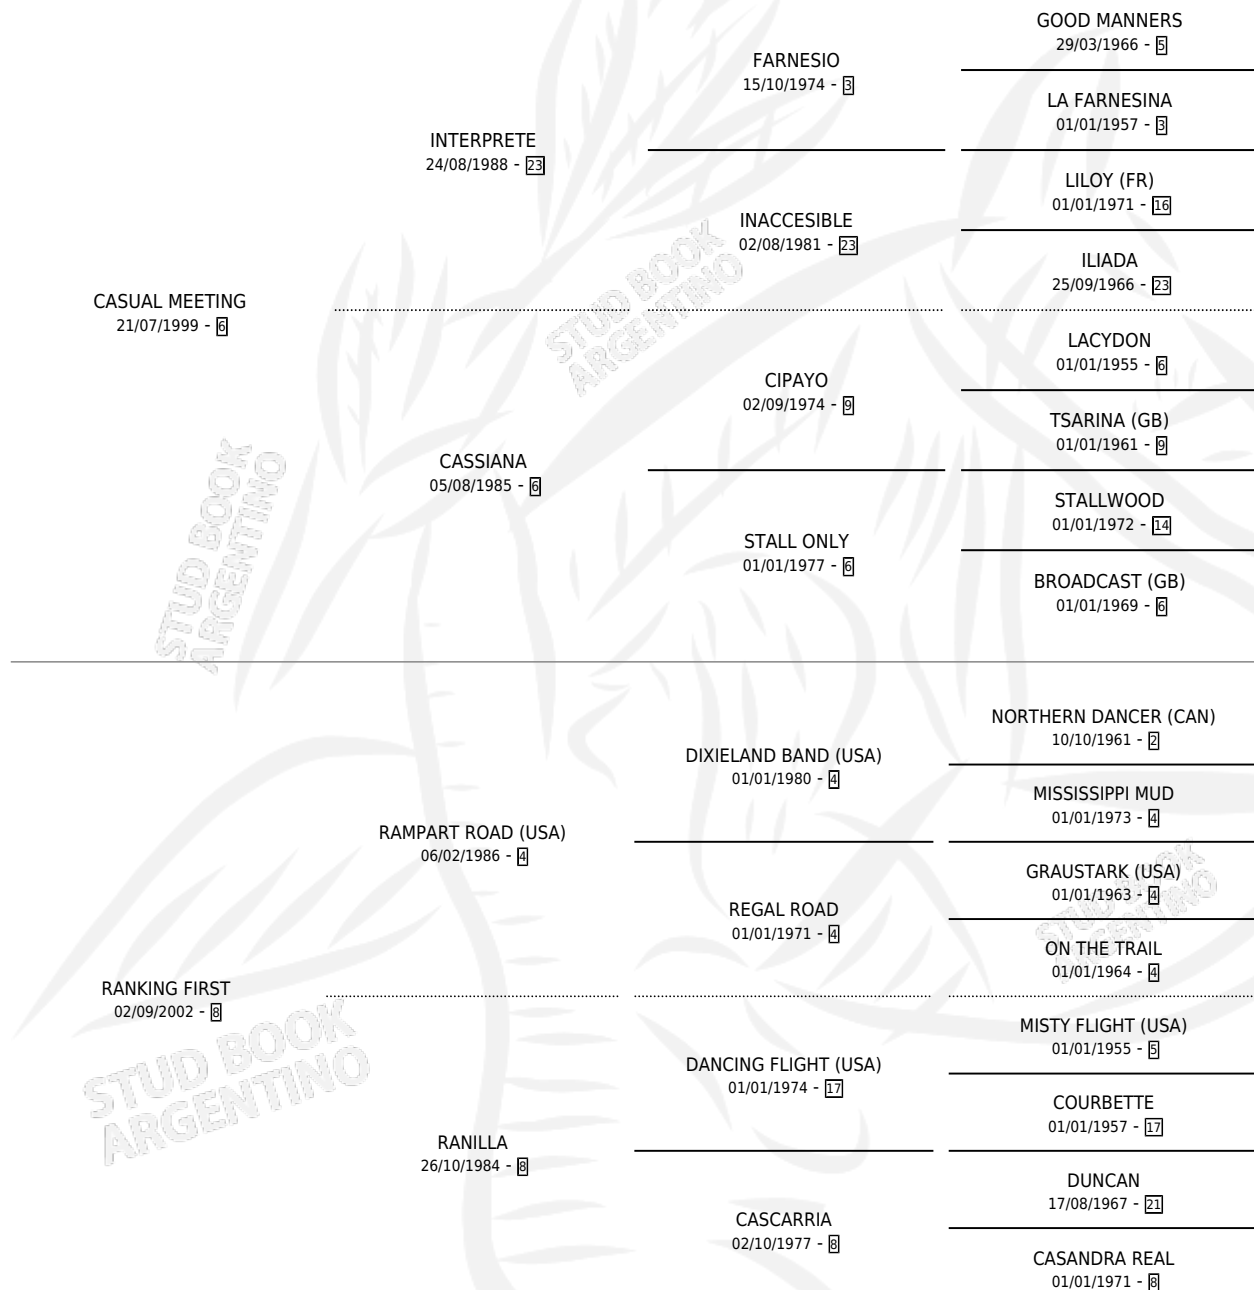 GOOD MANNERS
29/03/1966 - 5
FARNESIO
15/10/1974 - 3
LA FARNESINA
01/01/1957 - 3
INTERPRETE
24/08/1988 - 23
LILOY (FR)
01/01/1971 - 16
INACCESIBLE
02/08/1981 - 23
ILIADA
25/09/1966 - 23
CASUAL MEETING
21/07/1999 - 6
LACYDON
01/01/1955 - 6
CIPAYO
02/09/1974 - 9
TSARINA (GB)
01/01/1961 - 9
CASSIANA
05/08/1985 - 6
STALLWOOD
01/01/1972 - 14
STALL ONLY
01/01/1977 - 6
BROADCAST (GB)
01/01/1969 - 6
NORTHERN DANCER (CAN)
10/10/1961 - 2
DIXIELAND BAND (USA)
01/01/1980 - 4
MISSISSIPPI MUD
01/01/1973 - 4
RAMPART ROAD (USA)
06/02/1986 - 4
GRAUSTARK (USA)
01/01/1963 - 4
REGAL ROAD
01/01/1971 - 4
ON THE TRAIL
01/01/1964 - 4
RANKING FIRST
02/09/2002 - 8
MISTY FLIGHT (USA)
01/01/1955 - 5
DANCING FLIGHT (USA)
01/01/1974 - 17
COURBETTE
01/01/1957 - 17
RANILLA
26/10/1984 - 8
DUNCAN
17/08/1967 - 21
CASCARRIA
02/10/1977 - 8
CASANDRA REAL
01/01/1971 - 8
STUD BOOK
ARGENTINO
STUD BOOK
ARGENTINO
STUD BOOK
ARGENTINO
STUD BOOK
ARGENTINO